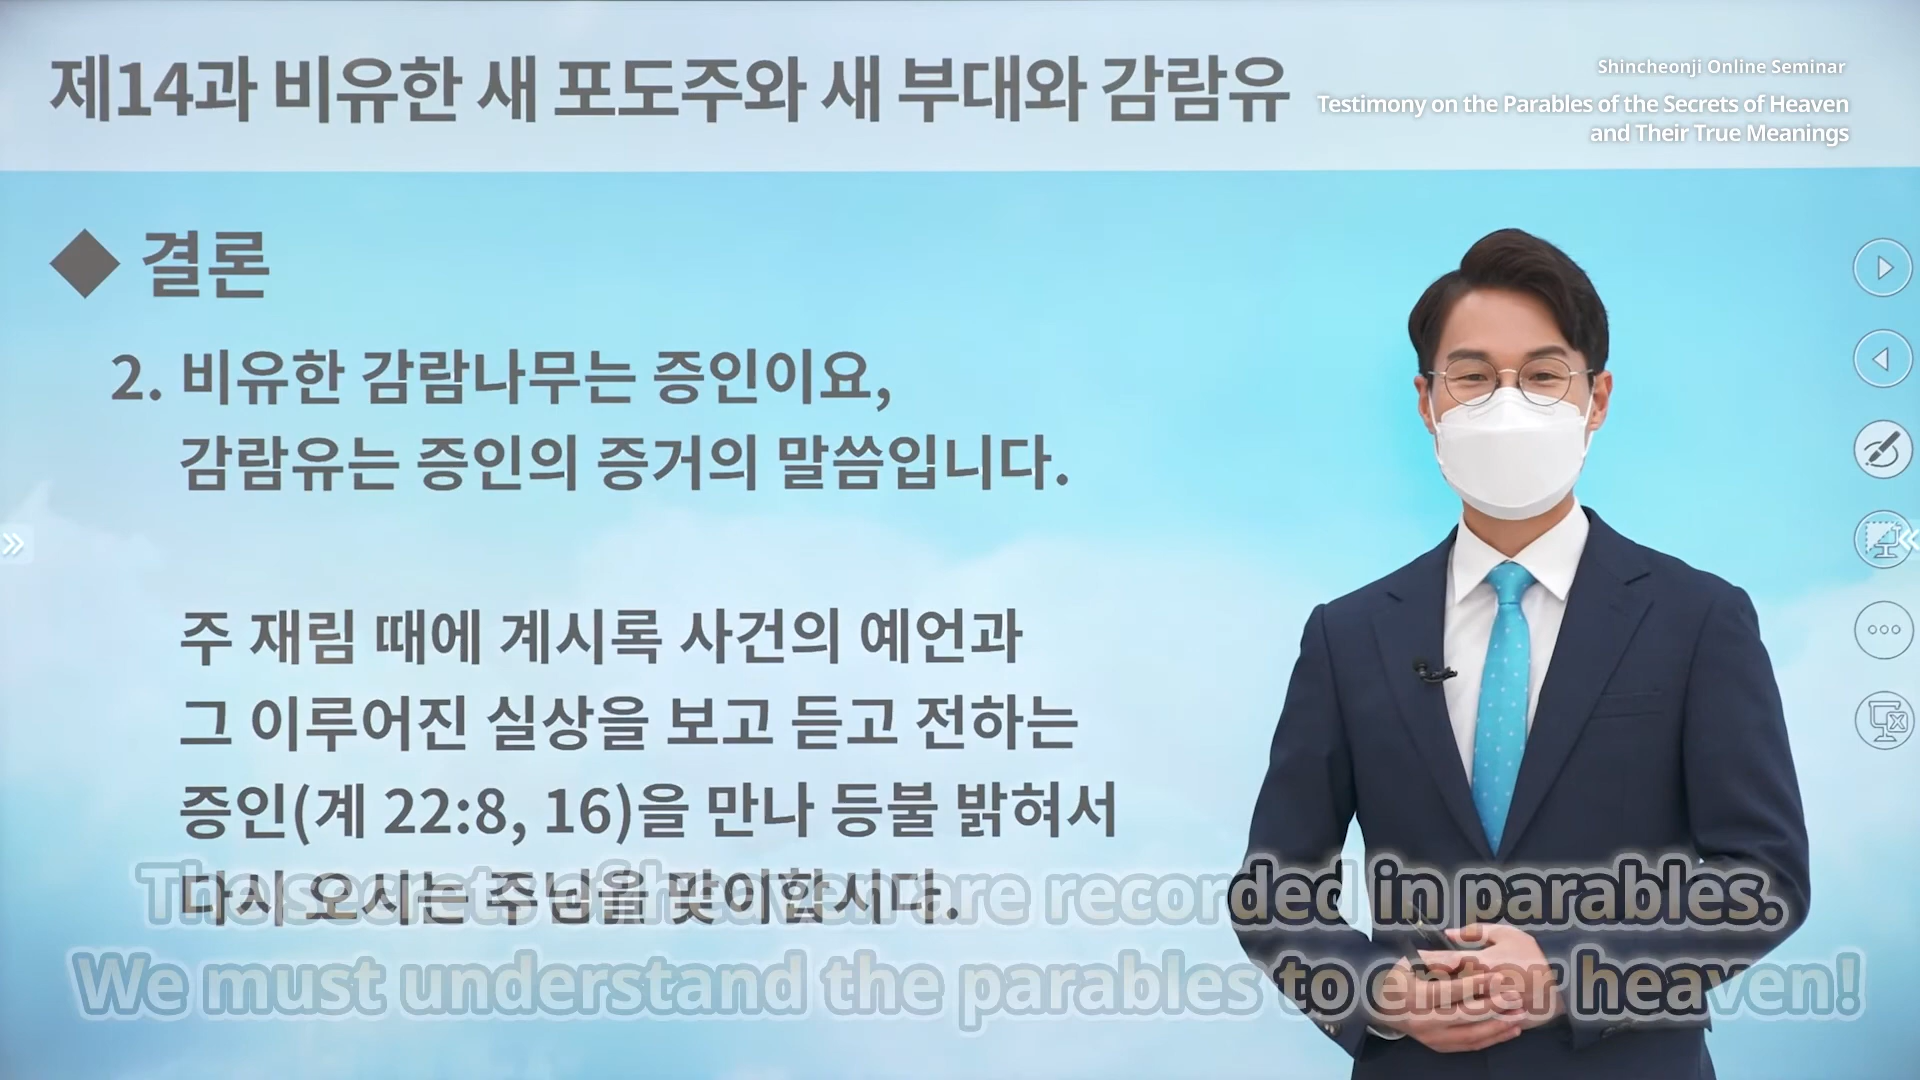 제14과 비유한 새 포도주와 새 부대와 감람유
Shincheonji Online Seminar
Testimony on the Parables of the Secrets of Heaven
and Their True Meanings
◆ 결론
2. 비유한 감람나무는 증인이요,
감람유는 증인의 증거의 말씀입니다.
주 재림 때에 계시록 사건의 예언과
그 이루어진 실상을 보고 듣고 전하는
증인(계 22:8, 16)을 만나 등불 밝혀서
다시 오시는 주님을 맞이합시다.
The secrets of heaven are recorded in parables.
We must understand the parables to enter heaven!